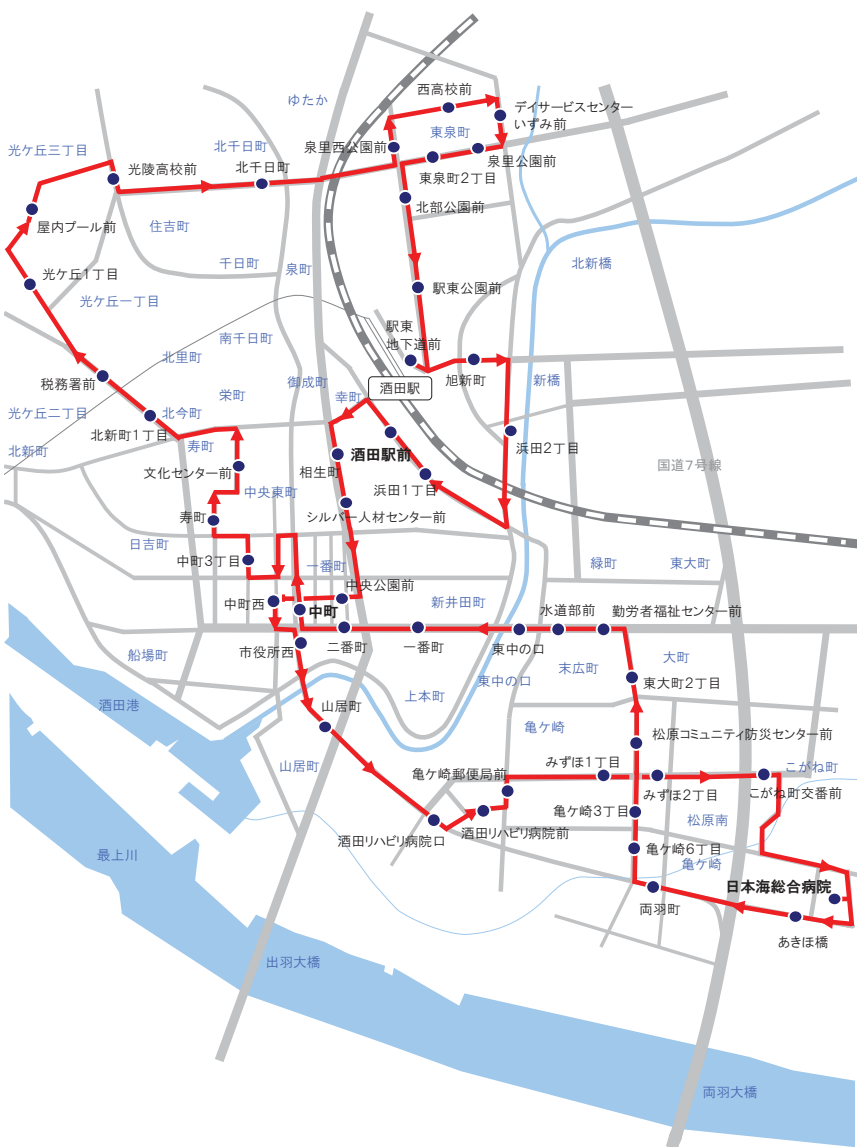 ゆたか
西高校前
デイサービスセンター
いずみ前
東泉町
光ケ丘三丁目
北千日町
泉里西公園前
光陵高校前
北千日町
泉里公園前
東泉町2丁目
北部公園前
屋内プール前
住吉町
千日町
泉町
北新橋
光ケ丘1丁目
光ケ丘一丁目
駅東公園前
駅東
地下道前
南千日町
北里町
税務署前
御成町
旭新町
新橋
酒田駅
栄町
幸町
光ケ丘二丁目
北今町
北新町1丁目
北新町
寿町
浜田2丁目
酒田駅前
国道7号線
文化センター前
相生町
浜田1丁目
中央東町
シルバー人材センター前
寿町
日吉町
中町3丁目
一番町
緑町
東大町
中央公園前
中町西
中町
新井田町
水道部前
勤労者福祉センター前
市役所西
二番町
一番町
東中の口
船場町
末広町
大町
東中の口
東大町2丁目
上本町
酒田港
山居町
亀ケ崎
松原コミュニティ防災センター前
山居町
亀ケ崎郵便局前
みずほ1丁目
こがね町
みずほ2丁目
こがね町交番前
亀ケ崎3丁目
松原南
酒田リハビリ病院口
酒田リハビリ病院前
亀ケ崎6丁目
亀ケ崎
最上川
日本海総合病院
両羽町
あきほ橋
出羽大橋
両羽大橋